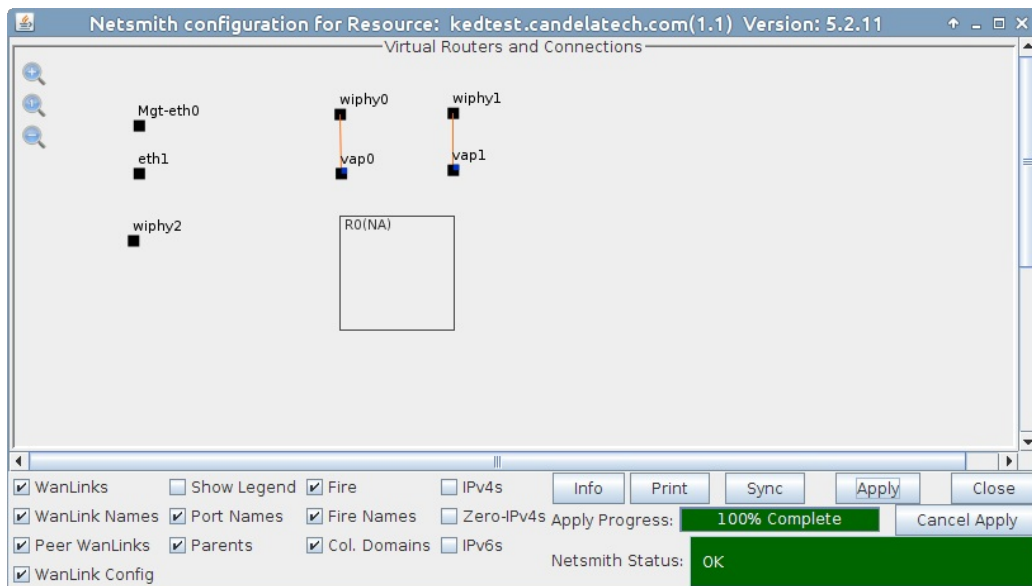 Netsmith configuration for Resource: kedtest.candelatech.com(1.1) Version: 5.2.11
Virtual Routers and Connections
wiphy0 wiphy1
Mgt-eth0
eth1 vap0 vap1
wiphy2 R0(NA)
WanLinks Show Legend Fire IPv4s Info Print Sync Apply Close
WanLink Names Port Names Fire Names Zero-IPv4s Apply Progress: 100% Complete Cancel Apply
Peer WanLinks Parents Col. Domains IPv6s Netsmith Status: OK
WanLink Config